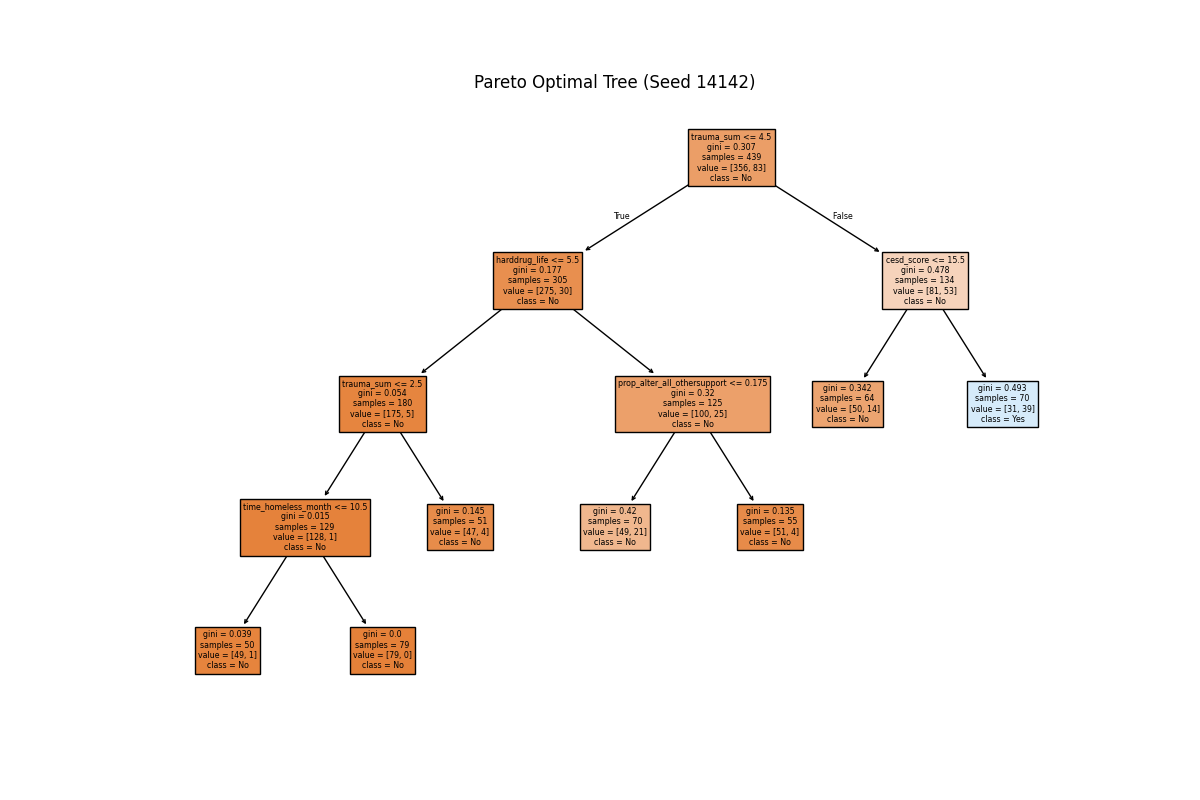 Pareto Optimal Tree (Seed 14142)
trauma_sum <= 4.5
gini = 0.307
samples = 439
value = [356, 83]
class = No
True
False
harddrug_life <= 5.5
gini = 0.177
samples = 305
value = [275, 30]
class = No
cesd_score <= 15.5
gini = 0.478
samples = 134
value = [81, 53]
class = No
trauma_sum <= 2.5
gini = 0.054
samples = 180
value = [175, 5]
class = No
prop_alter_all_othersupport <= 0.175
gini = 0.32
samples = 125
value = [100, 25]
class = No
gini = 0.342
samples = 64
value = [50, 14]
class = No
gini = 0.493
samples = 70
value = [31, 39]
class = Yes
time_homeless_month <= 10.5
gini = 0.015
samples = 129
value = [128, 1]
class = No
gini = 0.145
samples = 51
value = [47, 4]
class = No
gini = 0.42
samples = 70
value = [49, 21]
class = No
gini = 0.135
samples = 55
value = [51, 4]
class = No
gini = 0.039
samples = 50
value = [49, 1]
class = No
gini = 0.0
samples = 79
value = [79, 0]
class = No